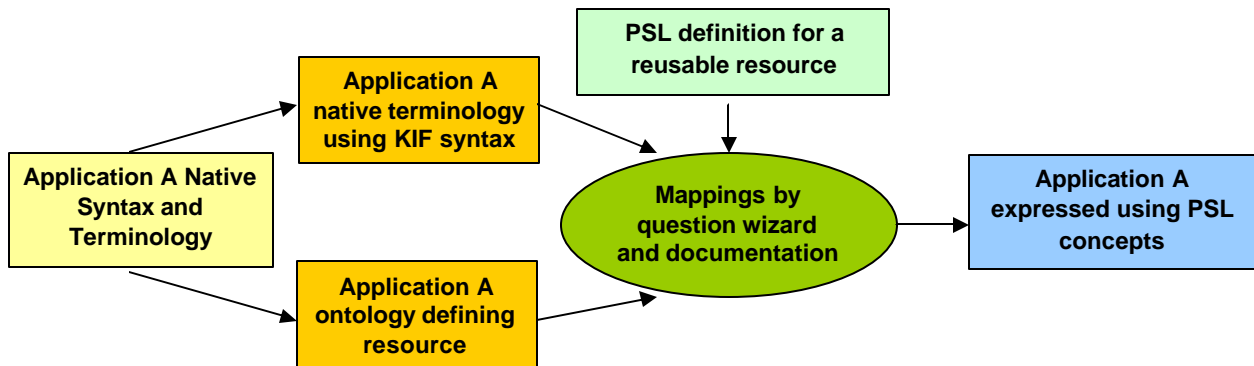 PSL definition for a
reusable resource
Application A
native terminology
using KIF syntax
Application A Native
Syntax and
Terminology
Mappings by
question wizard
and documentation
Application A
expressed using PSL
concepts
Application A
ontology defining
resource